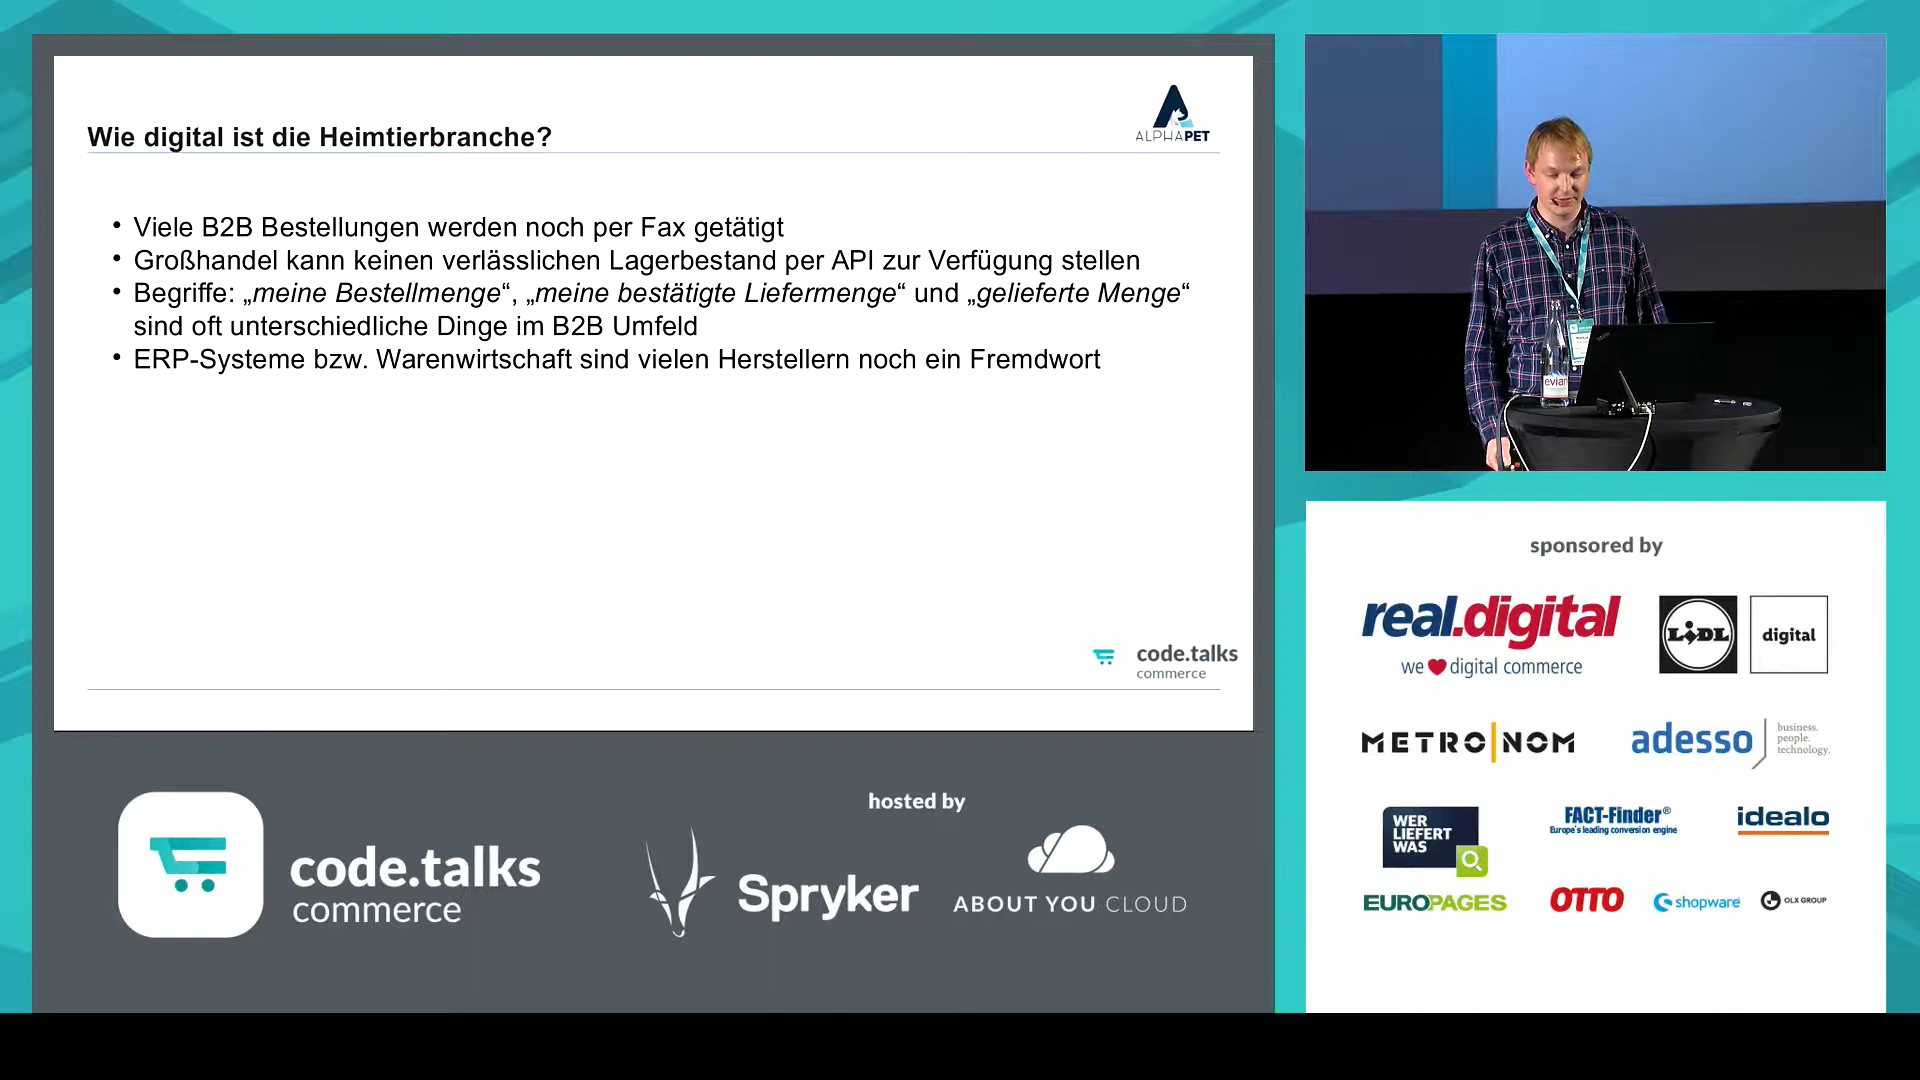 Wie digital ist die Heimtierbranche?
ALPHAPET
• Viele B2B Bestellungen werden noch per Fax getätigt
• Großhandel kann keinen verlässlichen Lagerbestand per API zur Verfügung stellen
• Begriffe: „meine Bestellmenge“, „meine bestätigte Liefermenge“ und „gelieferte Menge“
sind oft unterschiedliche Dinge im B2B Umfeld
• ERP-Systeme bzw. Warenwirtschaft sind vielen Herstellern noch ein Fremdwort
code.talks
commerce
code.talks
commerce
hosted by
Spryker
ABOUT YOU CLOUD
evian
sponsored by
real.digital
we digital commerce
LIDL
digital
METRO NOM
adesso
business.
people.
technology.
WER
LIEFERT
WAS
FACT-Finder®
Europe's leading conversion engine
idealo
EUROPAGES
OTTO
shopware
OLX GROUP